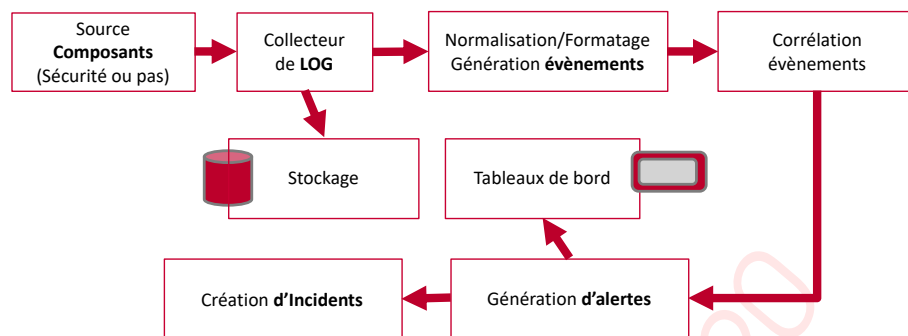 Source
Composants
(Sécurité ou pas)
Collecteur
de LOG
Normalisation/Formatage
Génération évènements
Corrélation
évènements
Stockage
Tableaux de bord
Création d'Incidents
Génération d'alertes
20